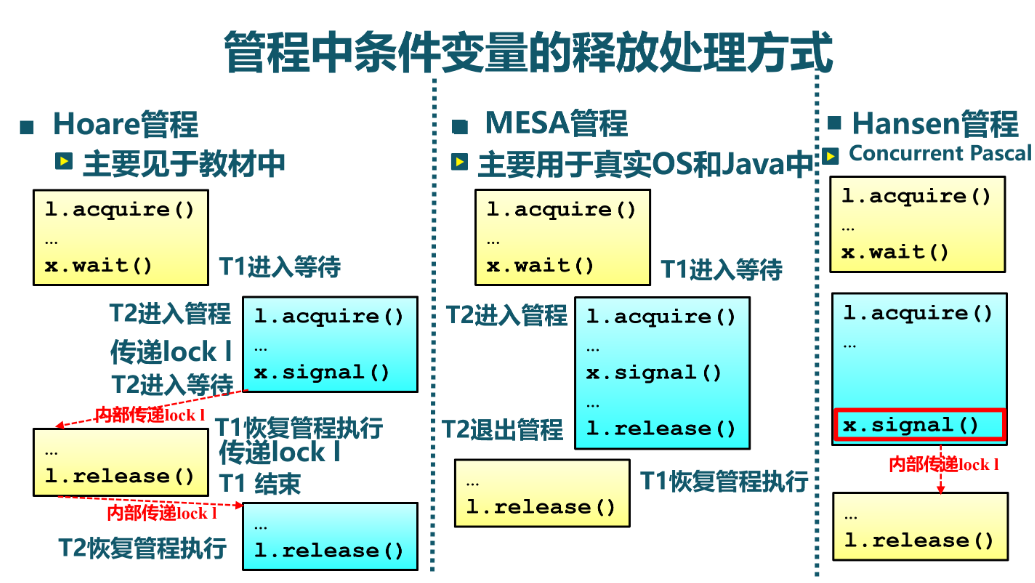 管程中条件变量的释放处理方式
Hoare管程
主要见于教材中
l.acquire()
...
x.wait()
T1进入等待
T2进入管程
l.acquire()
传递lock l
...
T2进入等待
x.signal()
内部传递lock l
T1恢复管程执行
...
传递lock l
l.release()
T1 结束
内部传递lock l
...
T2恢复管程执行
l.release()
MESA管程
主要用于真实OS和Java中
l.acquire()
...
x.wait()
T1进入等待
T2进入管程
l.acquire()
...
x.signal()
...
T2退出管程
l.release()
...
T1恢复管程执行
l.release()
Hansen管程
Concurrent Pascal
l.acquire()
...
x.wait()
l.acquire()
...
x.signal()
内部传递lock l
...
l.release()